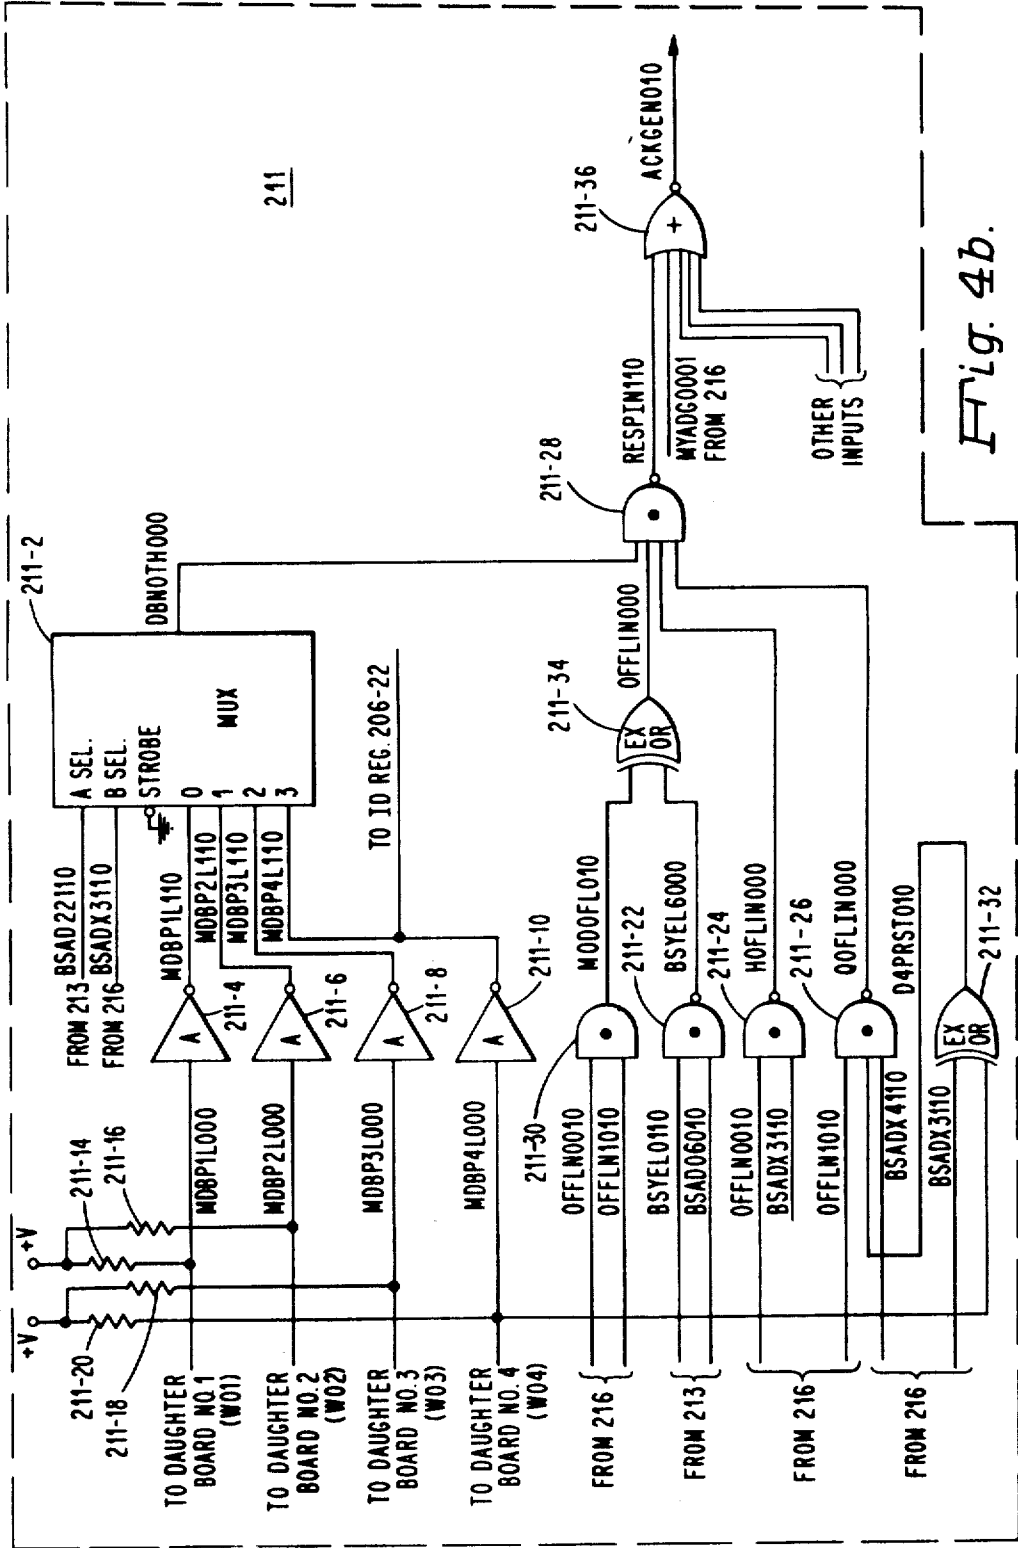 +V
+V
211-14
211-16
211-20
211-18
TO DAUGHTER
BOARD NO.1
(W01)
TO DAUGHTER
BOARD NO.2
(W02)
TO DAUGHTER
BOARD NO.3
(W03)
TO DAUGHTER
BOARD NO.4
(W04)
FROM 216
FROM 213
FROM 216
FROM 216
MDBP1L000
MDBP2L000
MDBP3L000
MDBP4L000
A
211-4
A
211-6
A
211-8
A
211-10
FROM 213
BSAD22110
BSADX3110
FROM 216
MDBP1L110
MDBP2L110
MDBP3L110
MDBP4L110
A SEL.
B SEL.
STROBE
0
1
2
3
MUX
211-2
DBNOTH000
TO ID REG. 206-22
211-30
OFFLN0010
OFFLN1010
MODOFL010
211-22
BSYEL0110
BSAD06010
BSYEL6000
211-24
OFFLN0010
BSADX3110
HOFLIN000
211-26
OFFLN1010
BSADX4110
QOFLIN000
D4PRST010
BSADX3110
EX
OR
211-32
EX
OR
211-34
OFFLIN000
211-28
RESPIN110
MYADG0001
FROM 216
OTHER
INPUTS
+
211-36
ACKGEN010
211
Fig. 4b.